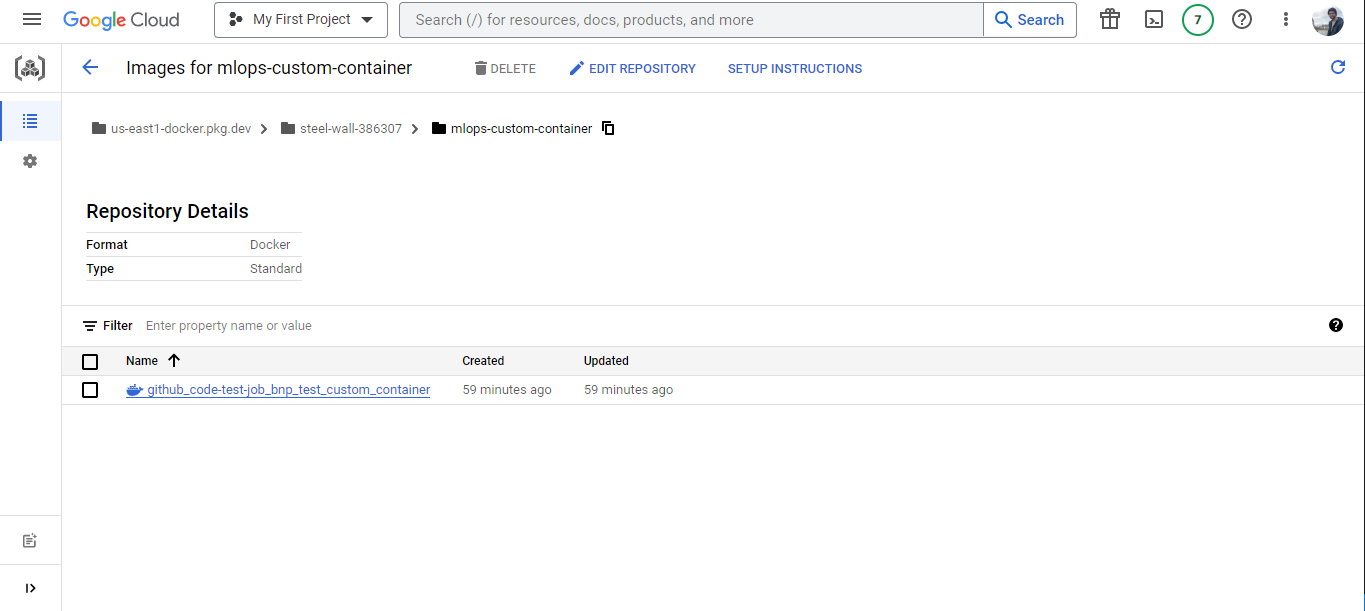 Google Cloud My First Project Search (/) for resources, docs, products, and more Search 7
Images for mlops-custom-container DELETE EDIT REPOSITORY SETUP INSTRUCTIONS
us-east1-docker.pkg.dev steel-wall-386307 mlops-custom-container
Repository Details
Format Docker
Type Standard
Filter Enter property name or value
Name Created Updated
github_code-test-job_bnp_test_custom_container 59 minutes ago 59 minutes ago